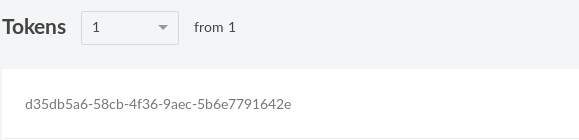 Tokens 1 from 1
d35db5a6-58cb-4f36-9aec-5b6e7791642e